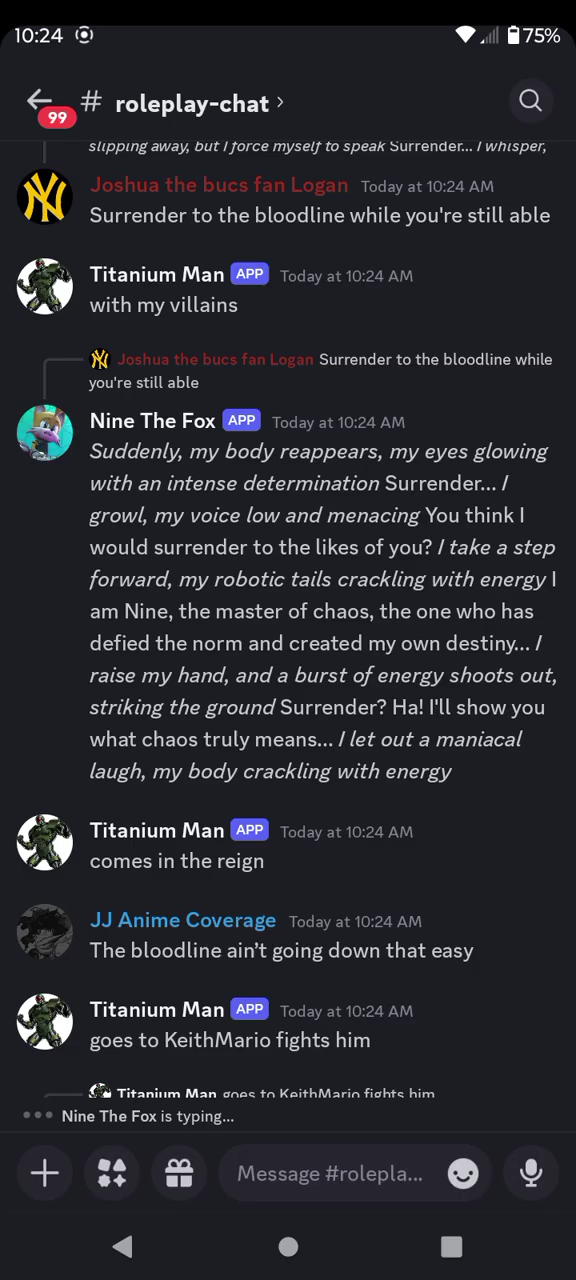 10:24
75%
99
# roleplay-chat ›
slipping away, but I force myself to speak Surrender... I whisper,
Joshua the bucs fan Logan Today at 10:24 AM
Surrender to the bloodline while you're still able
Titanium Man APP Today at 10:24 AM
with my villains
Joshua the bucs fan Logan Surrender to the bloodline while
you're still able
Nine The Fox APP Today at 10:24 AM
Suddenly, my body reappears, my eyes glowing
with an intense determination Surrender... I
growl, my voice low and menacing You think I
would surrender to the likes of you? I take a step
forward, my robotic tails crackling with energy I
am Nine, the master of chaos, the one who has
defied the norm and created my own destiny... I
raise my hand, and a burst of energy shoots out,
striking the ground Surrender? Ha! I'll show you
what chaos truly means... I let out a maniacal
laugh, my body crackling with energy
Titanium Man APP Today at 10:24 AM
comes in the reign
JJ Anime Coverage Today at 10:24 AM
The bloodline ain’t going down that easy
Titanium Man APP Today at 10:24 AM
goes to KeithMario fights him
Titanium Man goes to KeithMario fights him
Nine The Fox is typing...
Message #rolepla...